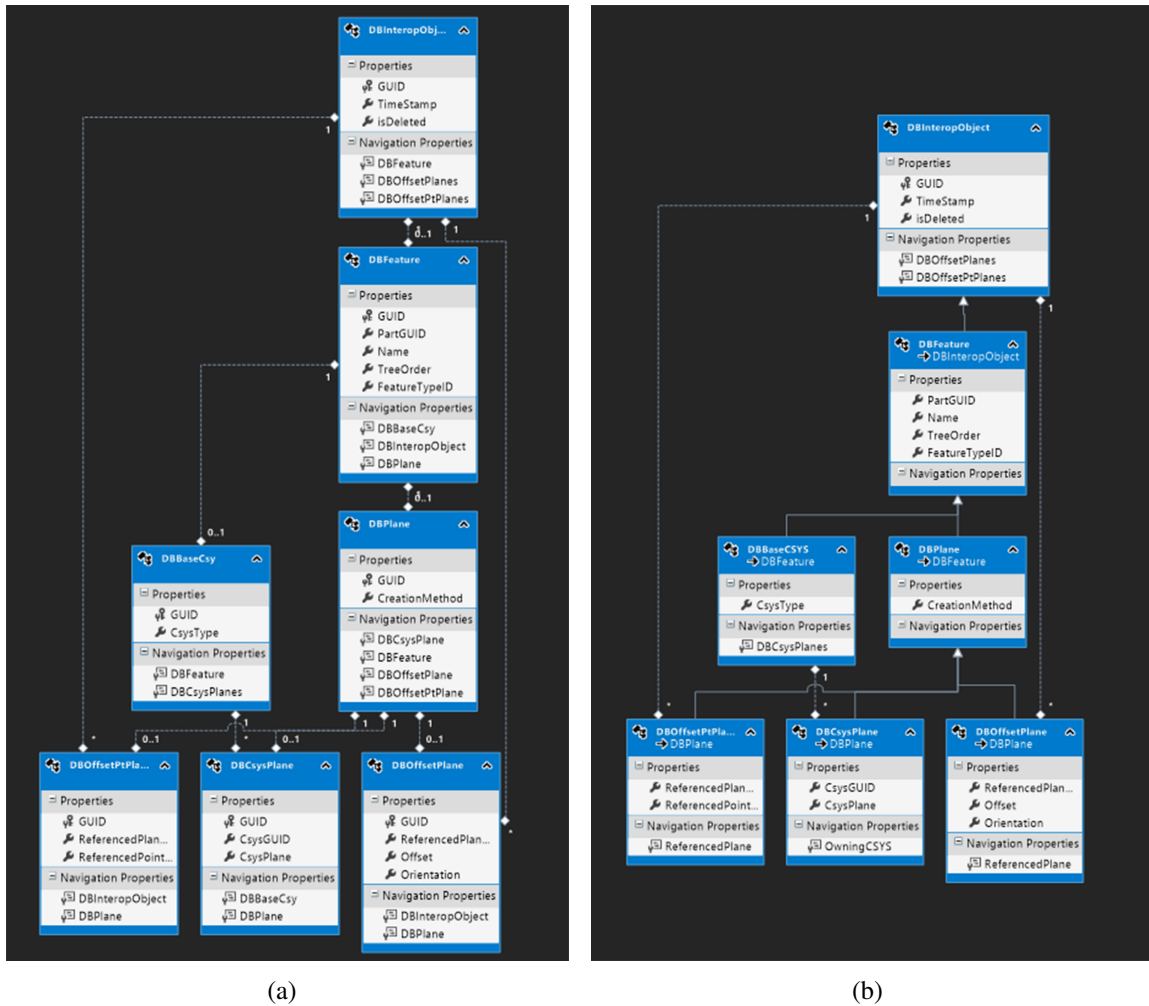 DBInteropObj...
Properties
GUID
TimeStamp
isDeleted
Navigation Properties
DBFeature
DBOffsetPlanes
DBOffsetPtPlanes
1
0..1
1
DBFeature
Properties
GUID
PartGUID
Name
TreeOrder
FeatureTypeID
Navigation Properties
DBBaseCsy
DBInteropObject
DBPlane
1
0..1
0..1
DBPlane
Properties
GUID
CreationMethod
Navigation Properties
DBCsysPlane
DBFeature
DBOffsetPlane
DBOffsetPtPlane
DBBaseCsy
Properties
GUID
CsysType
Navigation Properties
DBFeature
DBCsysPlanes
1
1
1
1
*
0..1
*
0..1
0..1
*
DBOffsetPtPla...
Properties
GUID
ReferencedPlan...
ReferencedPoint...
Navigation Properties
DBInteropObject
DBPlane
DBCsysPlane
Properties
GUID
CsysGUID
CsysPlane
Navigation Properties
DBBaseCsy
DBPlane
DBOffsetPlane
Properties
GUID
ReferencedPlan...
Offset
Orientation
Navigation Properties
DBInteropObject
DBPlane
(a)
DBInteropObject
Properties
GUID
TimeStamp
isDeleted
Navigation Properties
DBOffsetPlanes
DBOffsetPtPlanes
1
1
DBFeature
DBInteropObject
Properties
PartGUID
Name
TreeOrder
FeatureTypeID
Navigation Properties
DBBaseCSYS
DBFeature
Properties
CsysType
Navigation Properties
DBCsysPlanes
DBPlane
DBFeature
Properties
CreationMethod
Navigation Properties
1
*
*
*
DBOffsetPtPla...
DBPlane
Properties
ReferencedPlan...
ReferencedPoint...
Navigation Properties
ReferencedPlane
DBCsysPlane
DBPlane
Properties
CsysGUID
CsysPlane
Navigation Properties
OwningCSYS
DBOffsetPlane
DBPlane
Properties
ReferencedPlan...
Offset
Orientation
Navigation Properties
ReferencedPlane
(b)